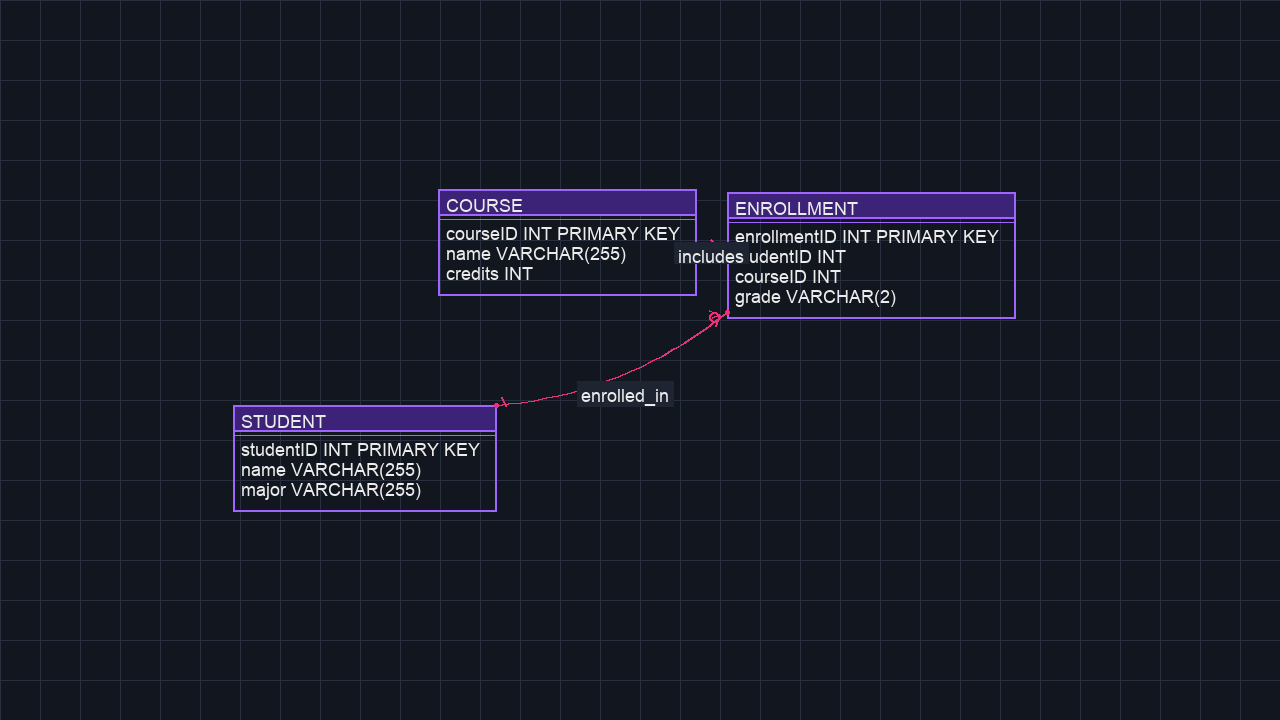 COURSE
courseID INT PRIMARY KEY
name VARCHAR(255)
credits INT
ENROLLMENT
enrollmentID INT PRIMARY KEY
includes
udentID INT
courseID INT
grade VARCHAR(2)
enrolled_in
STUDENT
studentID INT PRIMARY KEY
name VARCHAR(255)
major VARCHAR(255)